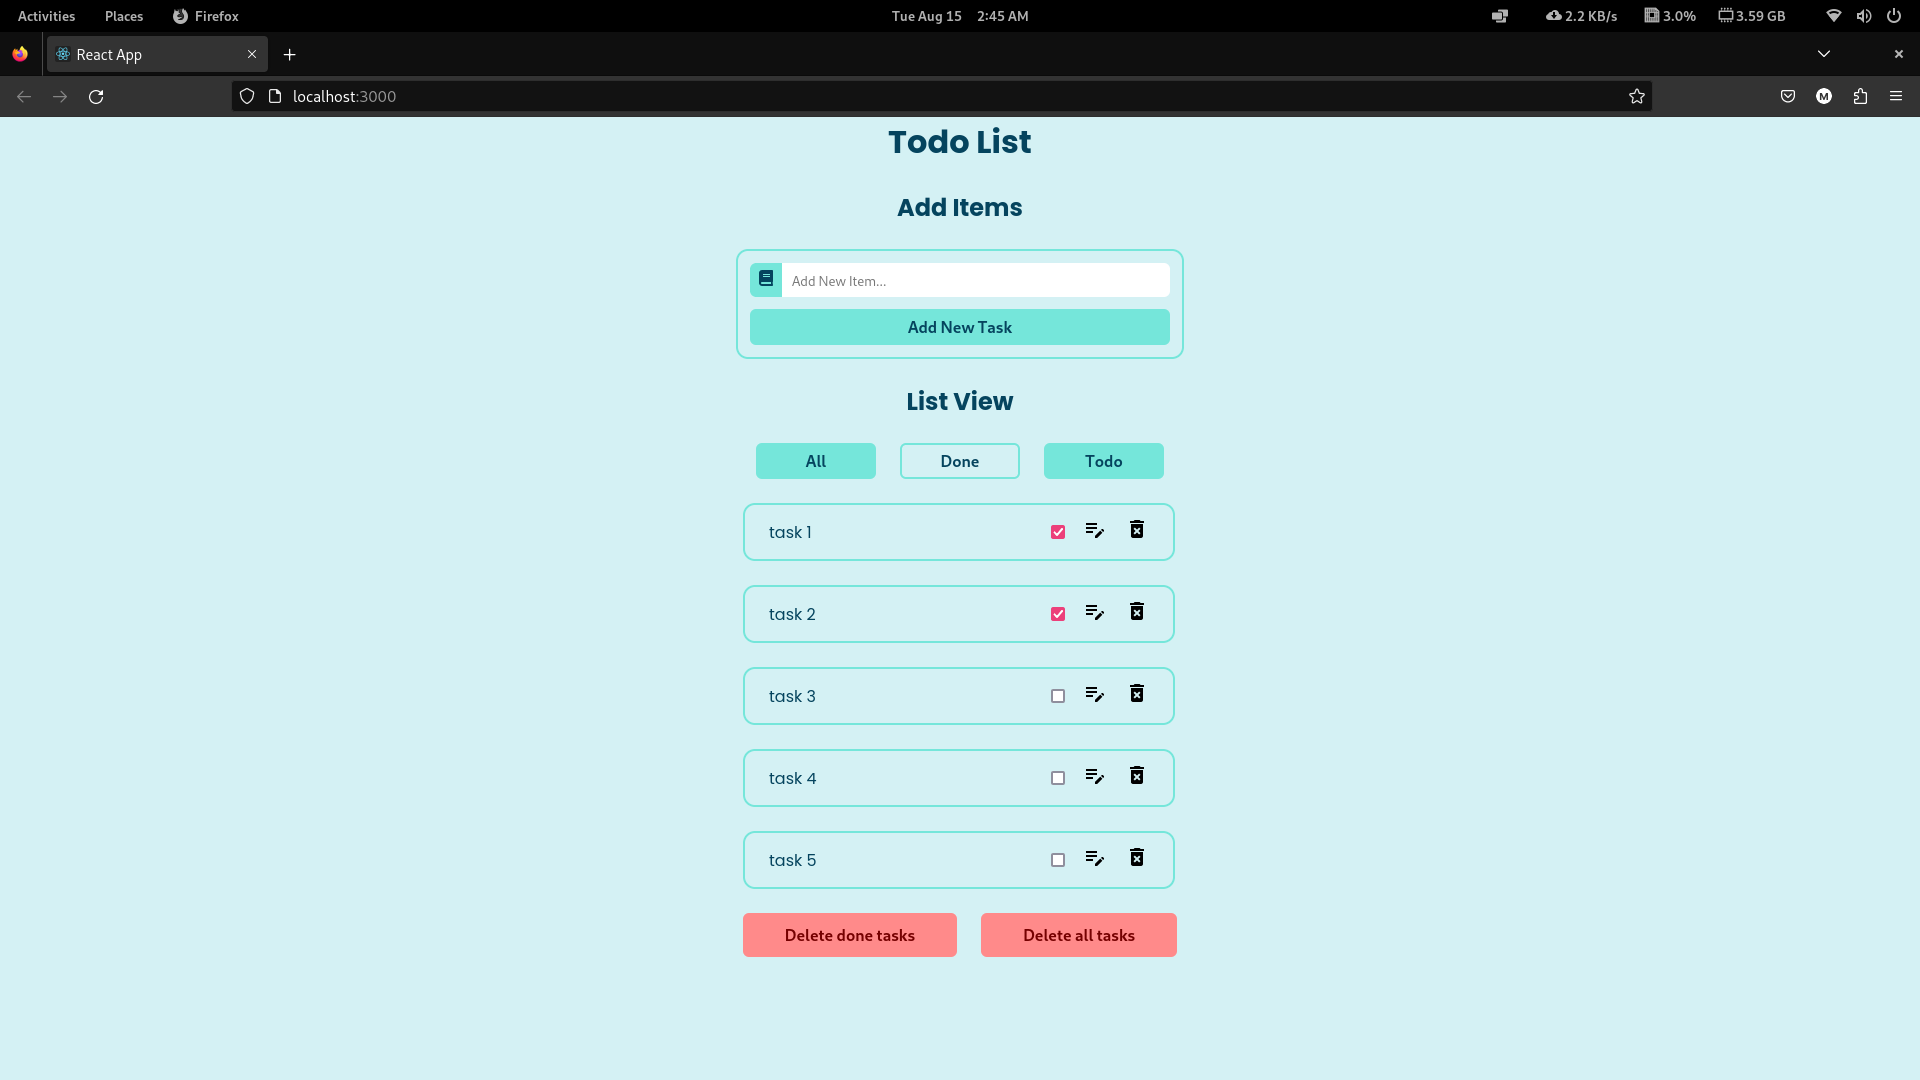 Activities Places Firefox Tue Aug 15 2:45 AM 2.2 KB/s 3.0% 3.59 GB
React App
localhost:3000 M
Todo List
Add Items
Add New Item...
Add New Task
List View
All Done Todo
task 1
task 2
task 3
task 4
task 5
Delete done tasks Delete all tasks